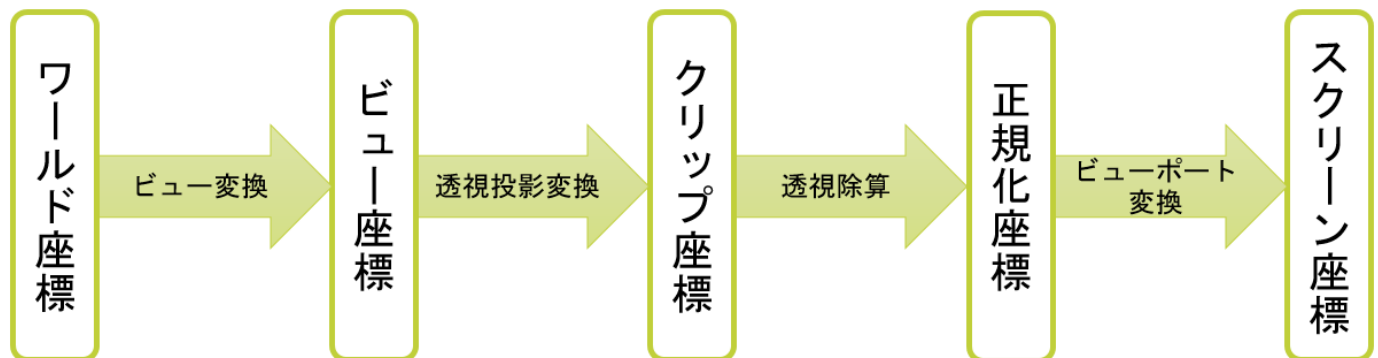 ワールド座標
ビュー変換
ビュー座標
透視投影変換
クリップ座標
透視除算
正規化座標
ビューポート
変換
スクリーン座標